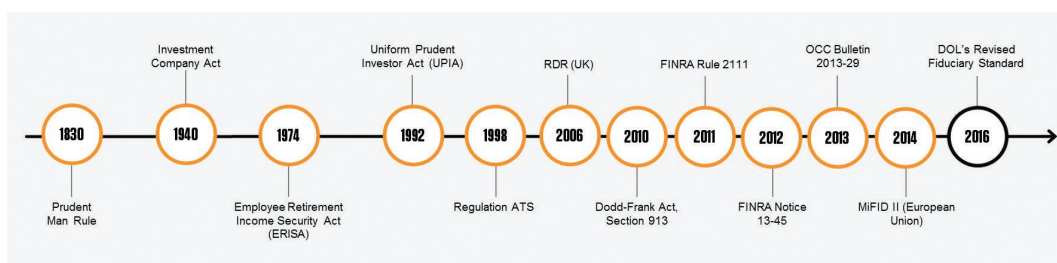 Investment
Company Act
Uniform Prudent
Investor Act (UPIA)
RDR (UK)
FINRA Rule 2111
OCC Bulletin
2013-29
DOL's Revised
Fiduciary Standard
1830
1940
1974
1992
1998
2006
2010
2011
2012
2013
2014
2016
Prudent
Man Rule
Employee Retirement
Income Security Act
(ERISA)
Regulation ATS
Dodd-Frank Act,
Section 913
FINRA Notice
13-45
MiFID II (European
Union)